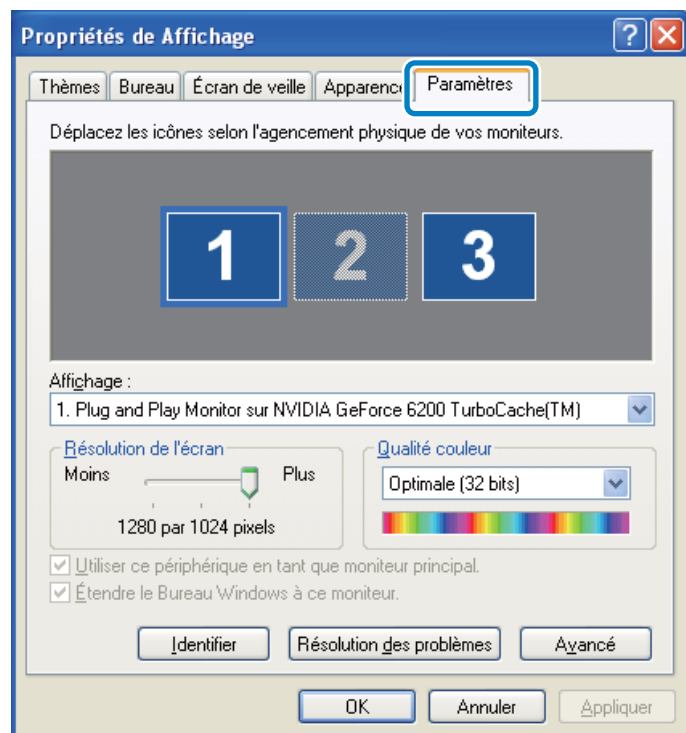 Propriétés de Affichage
Thèmes Bureau Écran de veille Apparence Paramètres
Déplacez les icônes selon l'agencement physique de vos moniteurs.
1 2 3
Affichage :
1. Plug and Play Monitor sur NVIDIA GeForce 6200 TurboCache(TM)
Résolution de l'écran Qualité couleur
Moins Plus Optimale (32 bits)
1280 par 1024 pixels
Utiliser ce périphérique en tant que moniteur principal.
Étendre le Bureau Windows à ce moniteur.
Identifier Résolution des problèmes Avancé
OK Annuler Appliquer